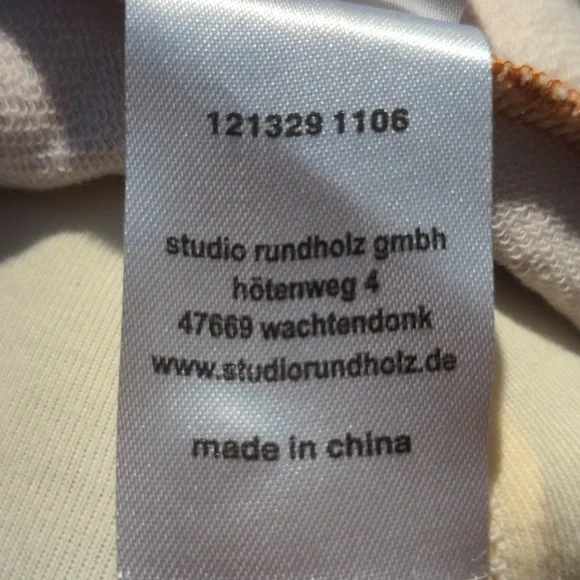 121329 1106
studio rundholz gmbh
hötenweg 4
47669 wachtendonk
www.studiorundholz.de
made in china